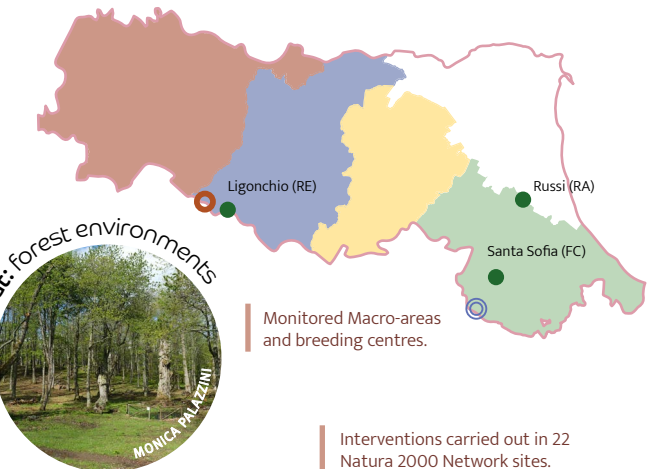 Ligonchio (RE)
Russi (RA)
Santa Sofia (FC)
forest environments
MONICA PALAZZINI
Monitored Macro-areas
and breeding centres.
Interventions carried out in 22
Natura 2000 Network sites.